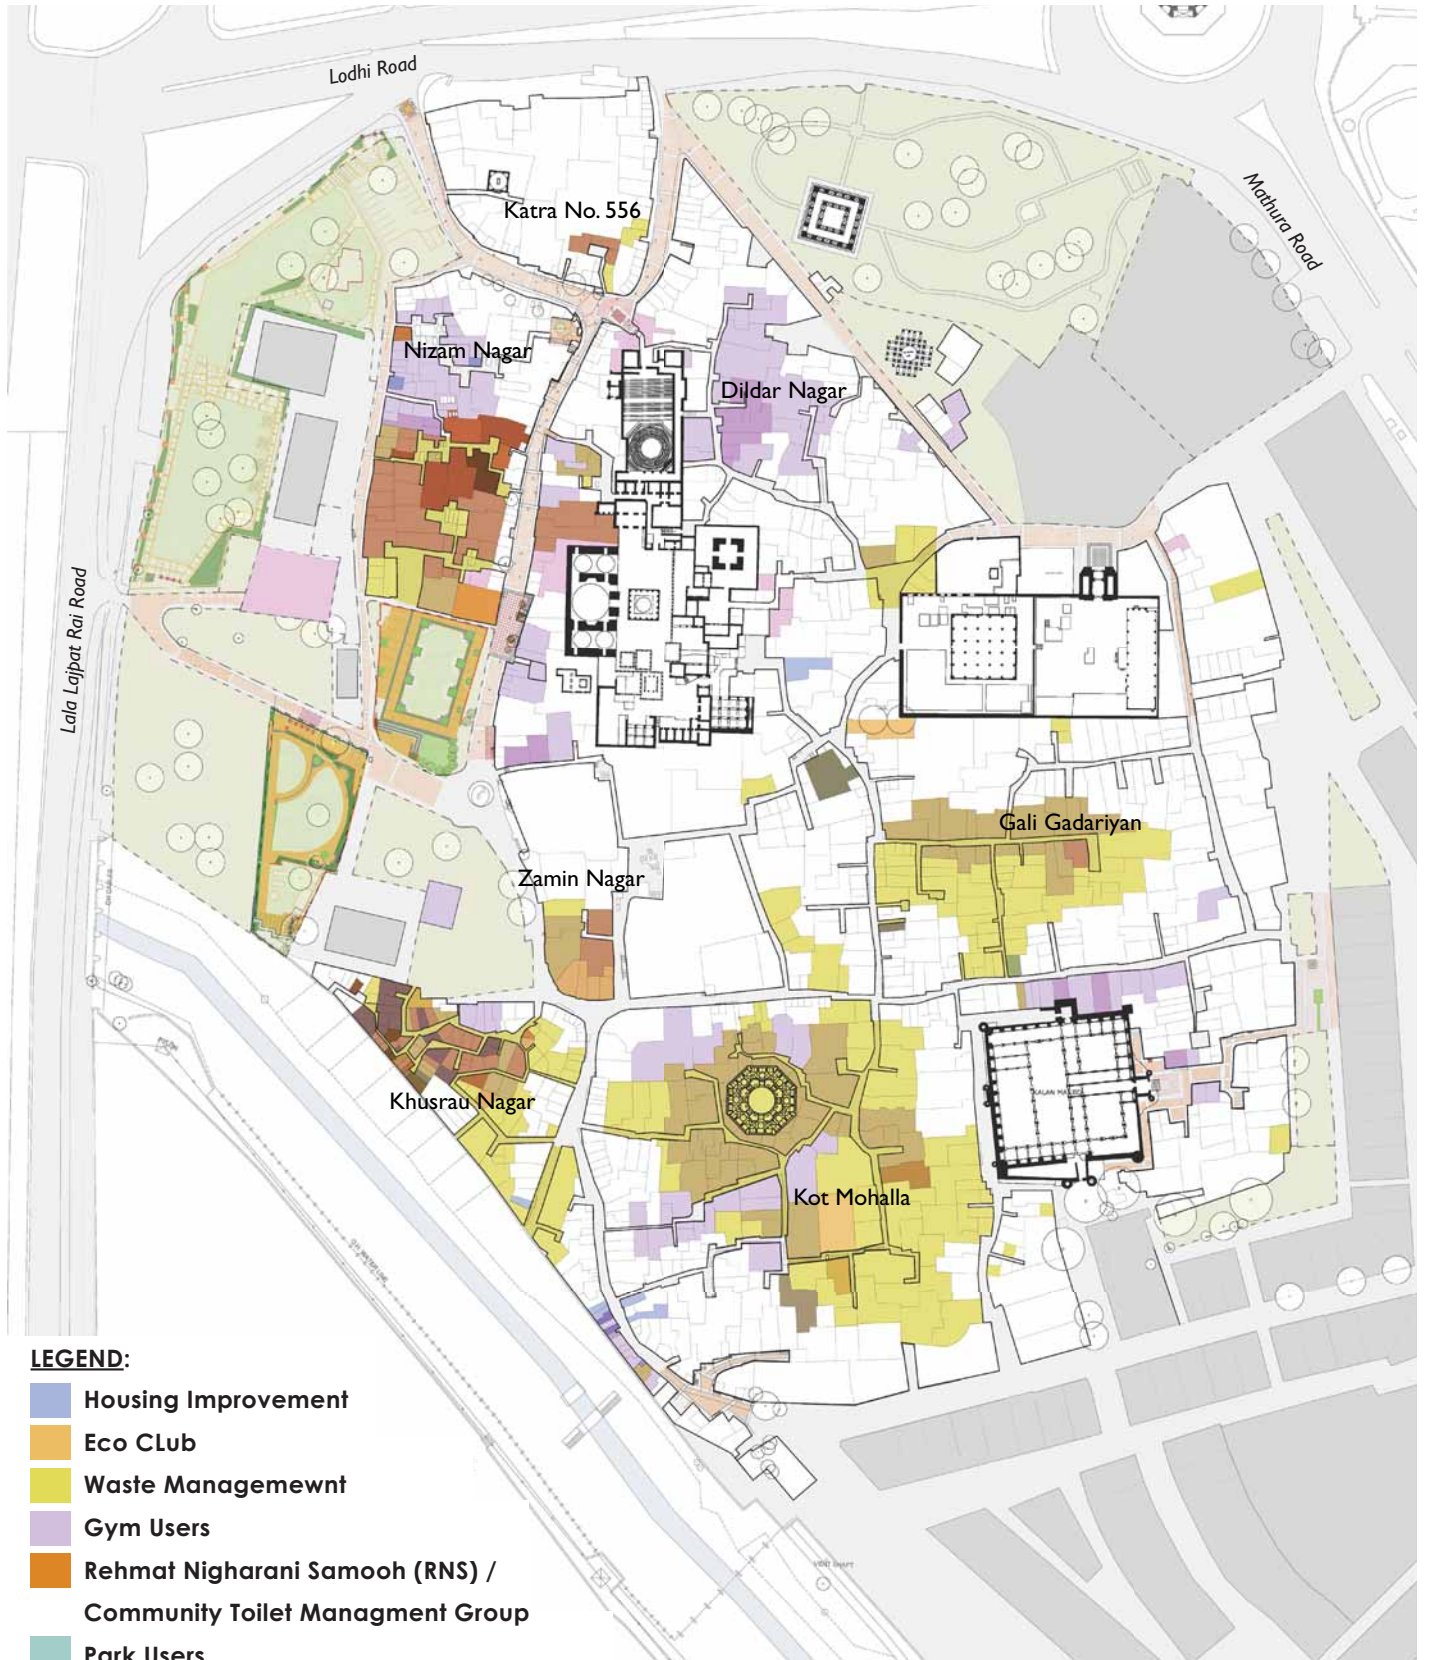 Lodhi Road
Mathura Road
Katra No. 556
Nizam Nagar
Dildar Nagar
Lala Lajpat Rai Road
Gali Gadariyan
Zamin Nagar
KALAN MASJID
Khusrau Nagar
Kot Mohalla
LEGEND:
Housing Improvement
Eco CLub
Waste Managemewnt
Gym Users
Rehmat Nigharani Samooh (RNS) /
Community Toilet Managment Group
Park Users